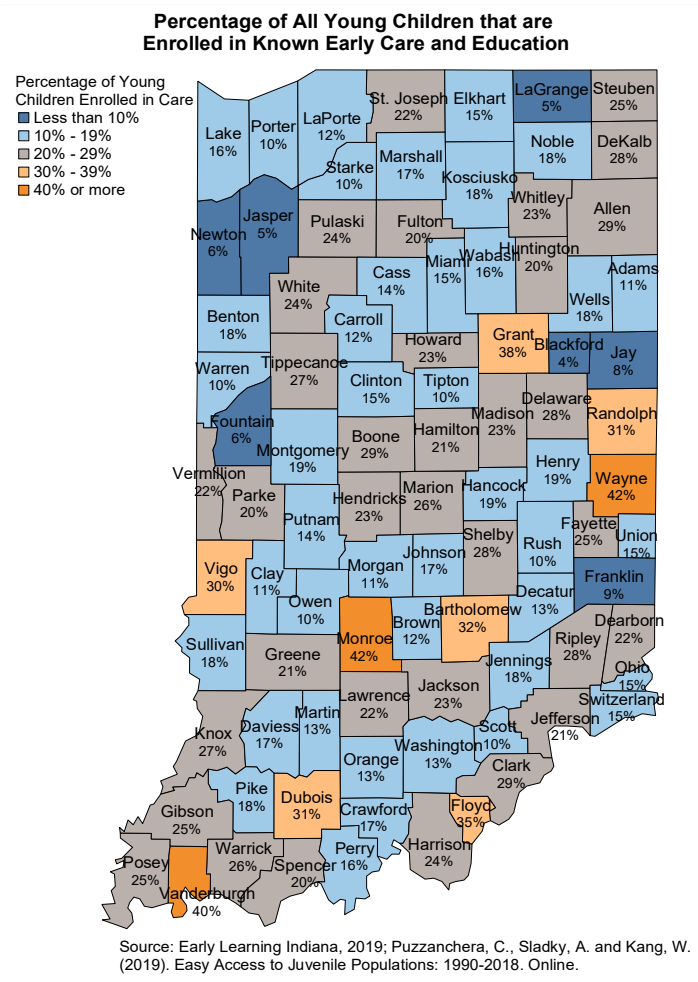 Percentage of All Young Children that are
Enrolled in Known Early Care and Education
Percentage of Young
Children Enrolled in Care
Less than 10%
10% - 19%
20% - 29%
30% - 39%
40% or more
Lake
16%
Porter
10%
LaPorte
12%
St. Joseph
22%
Elkhart
15%
LaGrange
5%
Steuben
25%
Starke
10%
Marshall
17%
Kosciusko
18%
Noble
18%
DeKalb
28%
Whitley
23%
Allen
29%
Newton
6%
Jasper
5%
Pulaski
24%
Fulton
20%
Miami
15%
Wabash
16%
Huntington
20%
Adams
11%
Wells
18%
White
24%
Cass
14%
Benton
18%
Carroll
12%
Howard
23%
Grant
38%
Blackford
4%
Jay
8%
Warren
10%
Tippecanoe
27%
Clinton
15%
Tipton
10%
Madison
23%
Delaware
28%
Randolph
31%
Fountain
6%
Montgomery
19%
Boone
29%
Hamilton
21%
Henry
19%
Wayne
42%
Vermillion
22%
Parke
20%
Putnam
14%
Hendricks
23%
Marion
26%
Hancock
19%
Shelby
28%
Rush
10%
Fayette
25%
Union
15%
Vigo
30%
Clay
11%
Owen
10%
Morgan
11%
Johnson
17%
Franklin
9%
Decatur
13%
Sullivan
18%
Greene
21%
Monroe
42%
Brown
12%
Bartholomew
32%
Jennings
18%
Ripley
28%
Dearborn
22%
Ohio
15%
Switzerland
15%
Knox
27%
Daviess
17%
Martin
13%
Lawrence
22%
Jackson
23%
Jefferson
21%
Scott
10%
Washington
13%
Orange
13%
Clark
29%
Gibson
25%
Pike
18%
Dubois
31%
Crawford
17%
Floyd
35%
Harrison
24%
Posey
25%
Vanderburgh
40%
Warrick
26%
Spencer
20%
Perry
16%
Source: Early Learning Indiana, 2019; Puzzanchera, C., Sladky, A. and Kang, W.
(2019). Easy Access to Juvenile Populations: 1990-2018. Online.